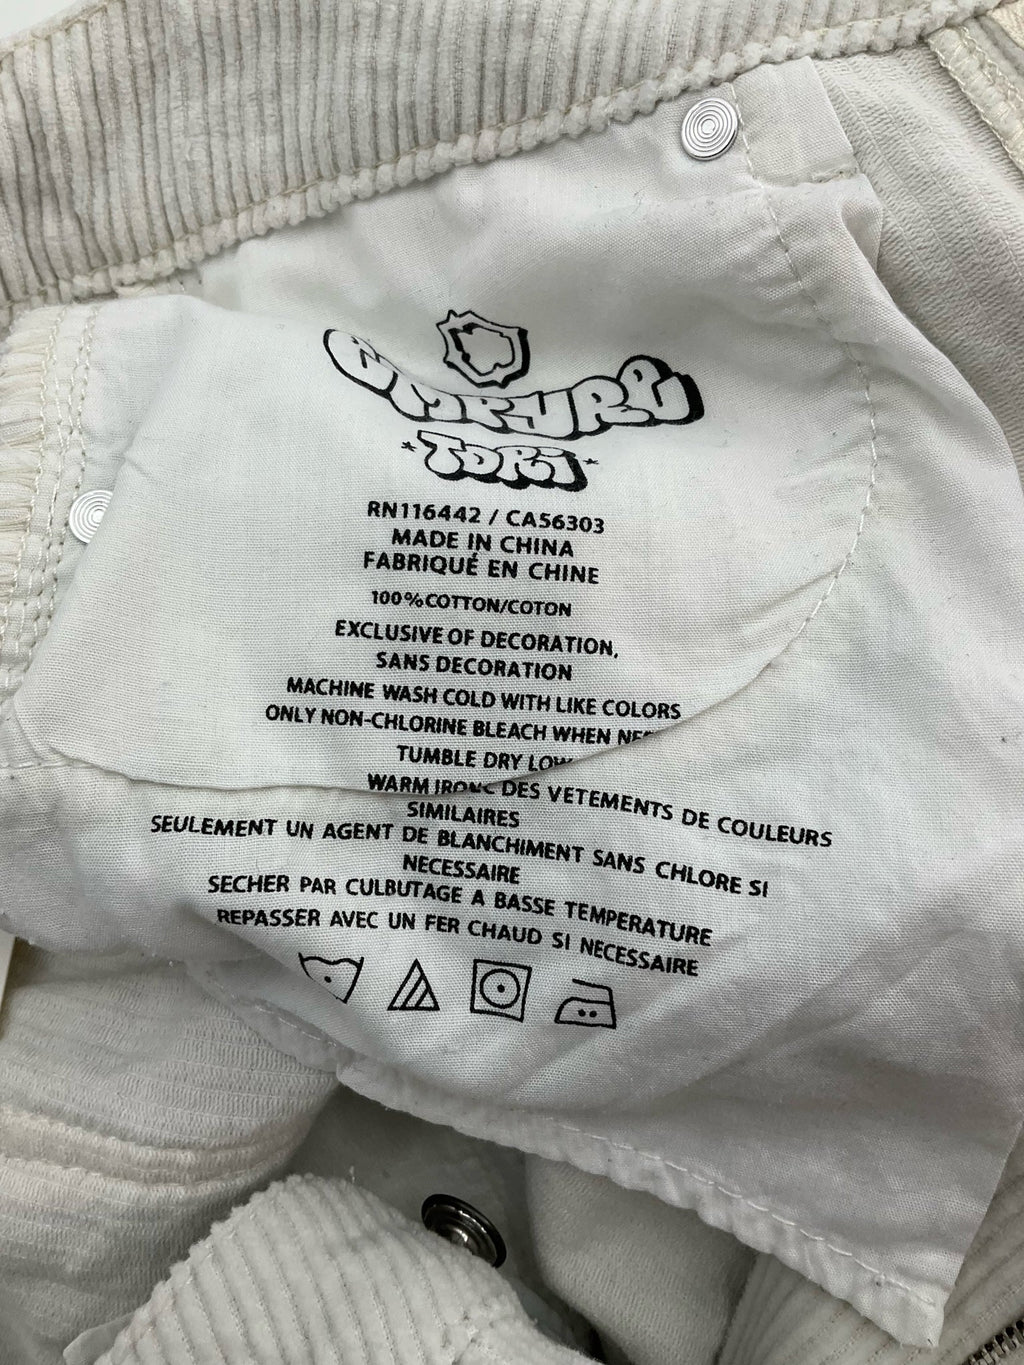 EMPYRE
TORI
RN116442 / CA56303
MADE IN CHINA
FABRIQUÉ EN CHINE
100%COTTON/COTON
EXCLUSIVE OF DECORATION,
SANS DECORATION
MACHINE WASH COLD WITH LIKE COLORS
ONLY NON-CHLORINE BLEACH WHEN
TUMBLE DRY LOW
WARM
DES VETEMENTS DE COULEURS
SIMILAIRES
SEULEMENT UN AGENT DE BLANCHIMENT SANS CHLORE SI
NECESSAIRE
SECHER PAR CULBUTAGE A BASSE TEMPERATURE
REPASSER AVEC UN FER CHAUD SI NECESSAIRE